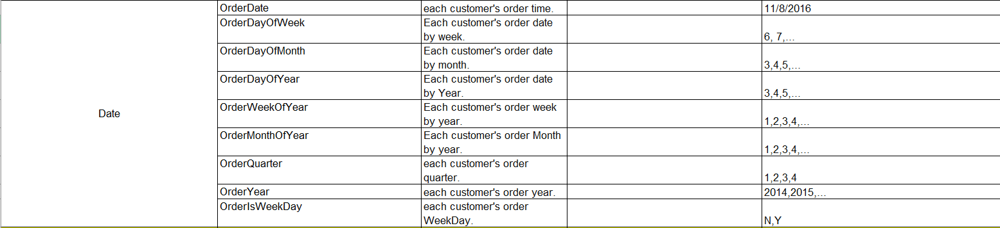 OrderDate each customer's order time. 11/8/2016
OrderDayOfWeek Each customer's order date
by week. 6, 7,...
OrderDayOfMonth Each customer's order date
by month. 3,4,5,...
OrderDayOfYear Each customer's order date
by Year. 3,4,5,...
Date
OrderWeekOfYear Each customer's order week
by year. 1,2,3,4,...
OrderMonthOfYear Each customer's order Month
by year. 1,2,3,4,...
OrderQuarter each customer's order
quarter. 1,2,3,4
OrderYear each customer's order year. 2014,2015,...
OrderIsWeekDay each customer's order
WeekDay. N,Y